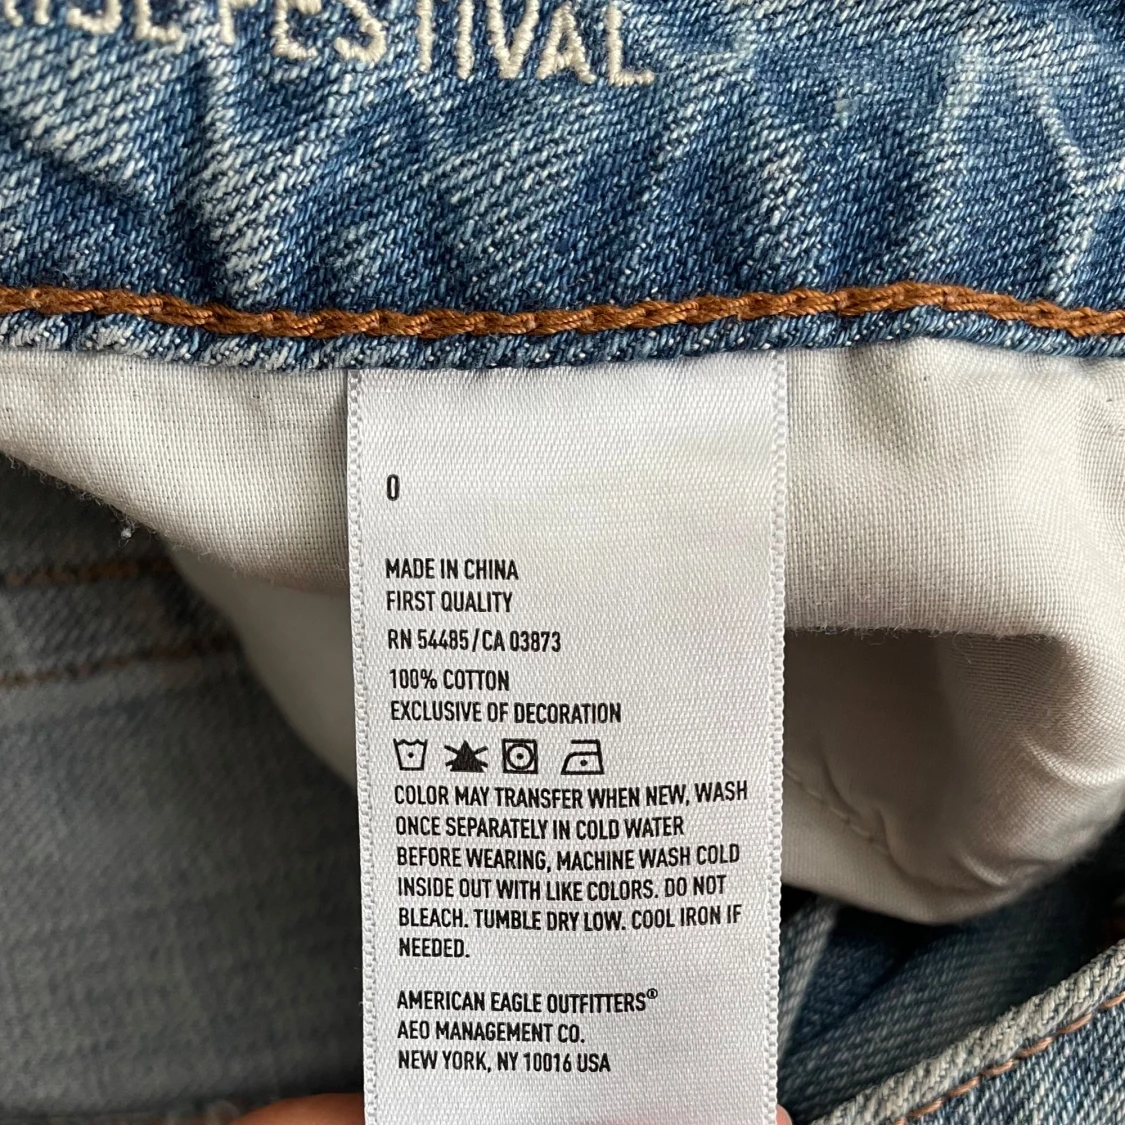 FESTIVAL
0
MADE IN CHINA
FIRST QUALITY
RN 54485/CA 03873
100% COTTON
EXCLUSIVE OF DECORATION
COLOR MAY TRANSFER WHEN NEW, WASH
ONCE SEPARATELY IN COLD WATER
BEFORE WEARING, MACHINE WASH COLD
INSIDE OUT WITH LIKE COLORS. DO NOT
BLEACH. TUMBLE DRY LOW. COOL IRON IF
NEEDED.
AMERICAN EAGLE OUTFITTERS®
AEO MANAGEMENT CO.
NEW YORK, NY 10016 USA